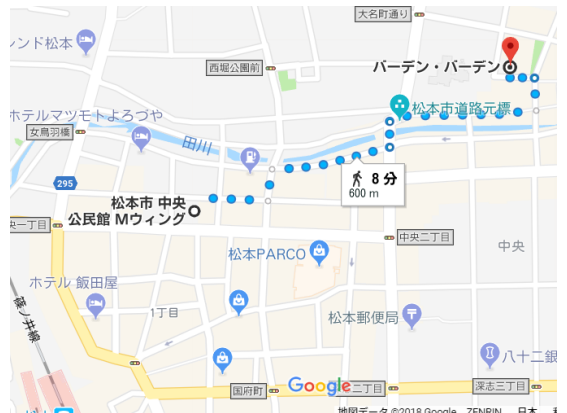 大名町通り
ンド松本
西堀公園前
バーデン・バーデン
松本市道路元標
ホテルマツモトよろづや
女鳥羽橋
田川
8 分
600 m
295
松本市 中央
公民館 Mウィング
央一丁目
中央二丁目
中央
松本PARCO
ホテル 飯田屋
1丁目
篠ノ井線
松本郵便局
八十二銀
国府町
Google
二丁目
深志三丁目
地図データ ©2018 Google、ZENRIN
日本